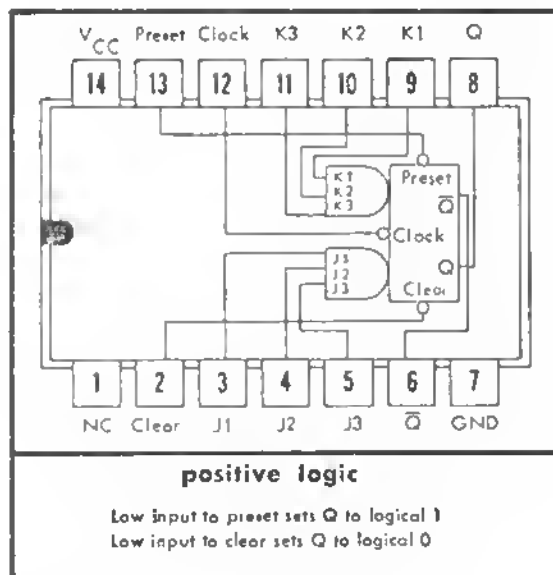 VCC Preset Clock K3 K2 K1 Q
14 13 12 11 10 9 8
K1
K2
K3
Preset
Q̅
Clock
J1
J2
J3
Q
Clear
1 2 3 4 5 6 7
NC Clear J1 J2 J3 Q̅ GND
positive logic
Low input to preset sets Q to logical 1
Low input to clear sets Q to logical 0